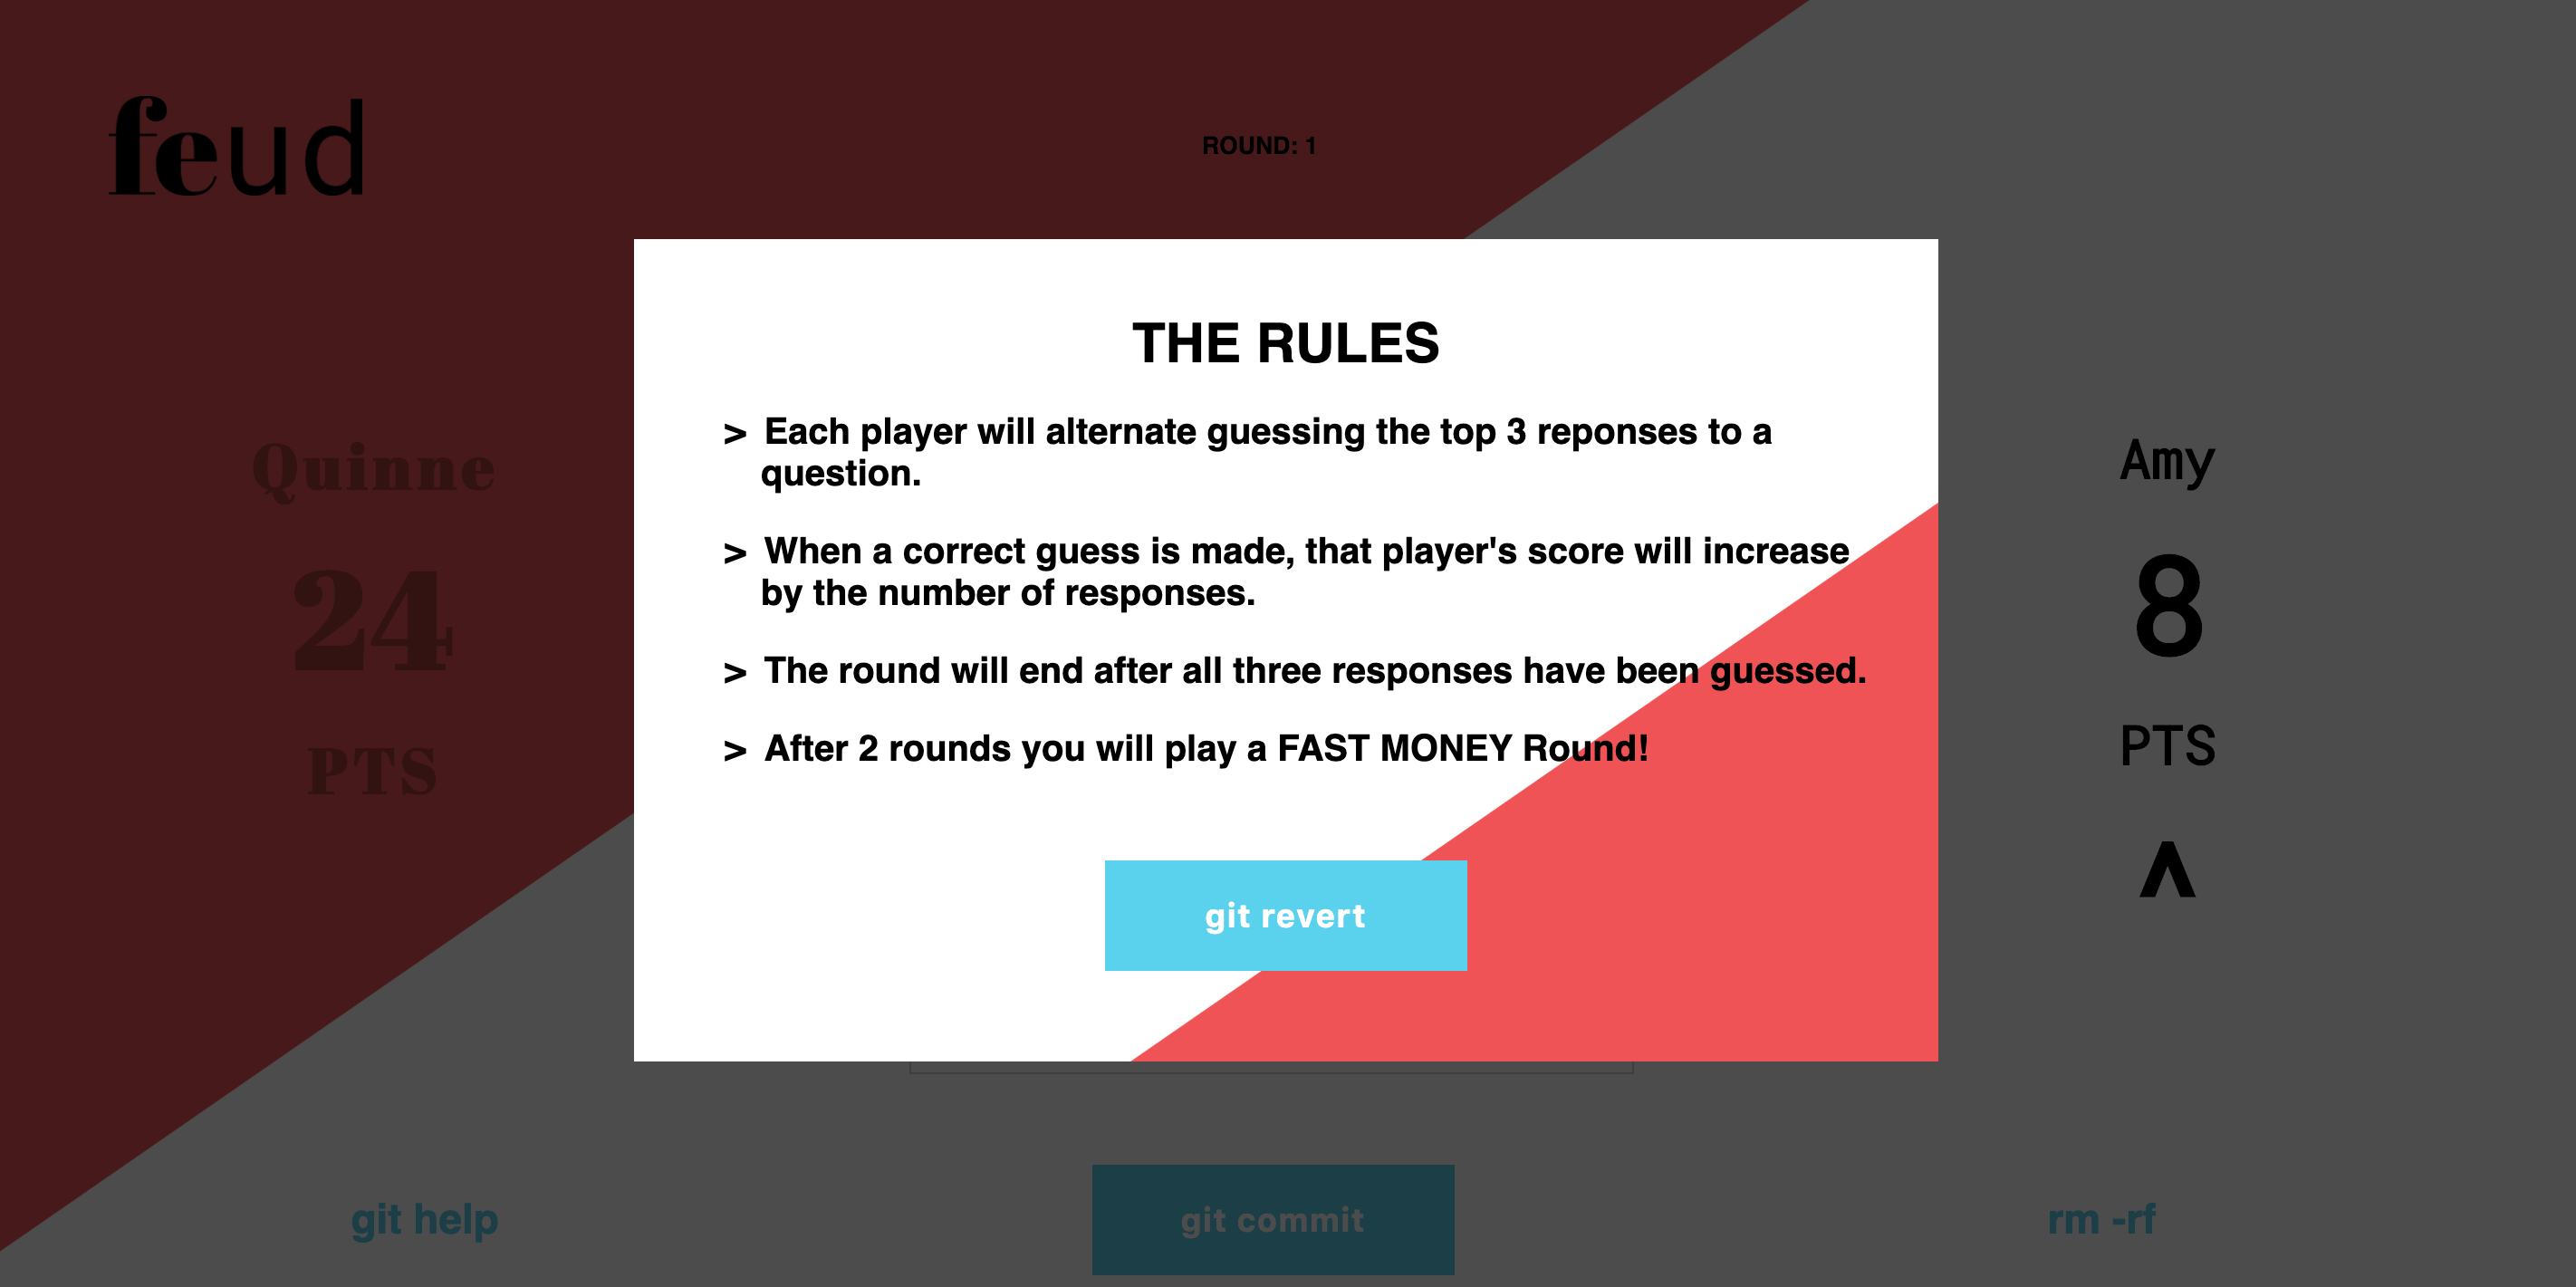 feud
ROUND: 1
THE RULES
> Each player will alternate guessing the top 3 reponses to a
question.
> When a correct guess is made, that player's score will increase
by the number of responses.
> The round will end after all three responses have been guessed.
> After 2 rounds you will play a FAST MONEY Round!
git revert
Quinne
24
PTS
Amy
8
PTS
^
git help
git commit
rm -rf